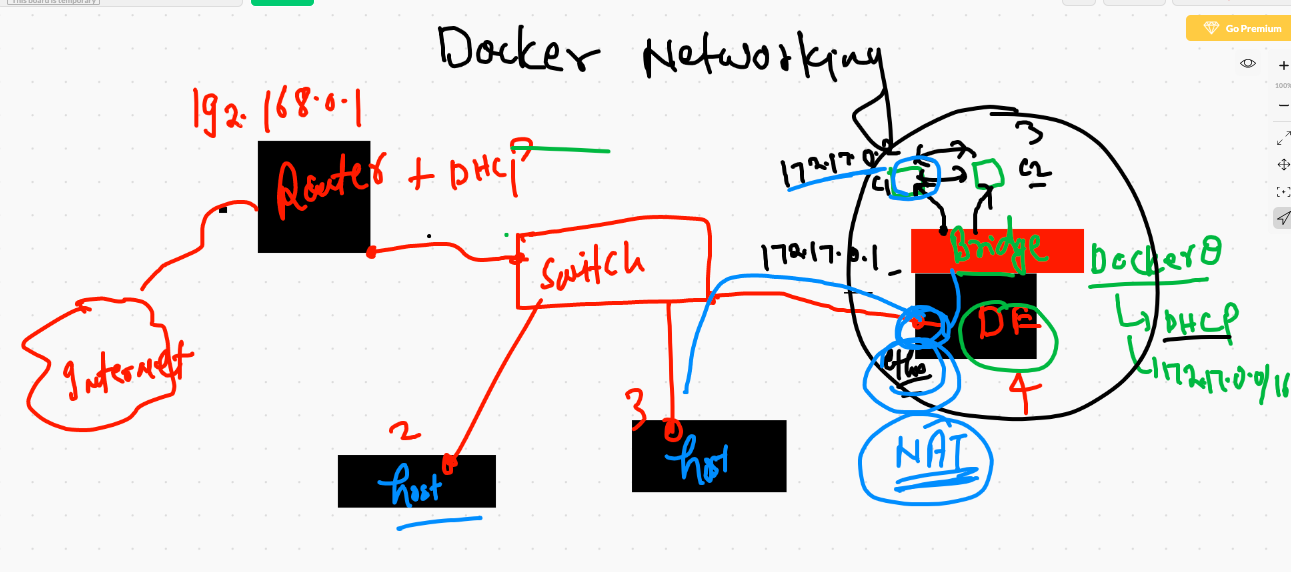 This board is temporary
Go Premium
100%
Docker Networking
192.168.0.1
Router + DHCP
Internet
Switch
2
host
3
host
172.17.0.2
C1
3
C2
172.17.0.1
Bridge
Docker0
DHCP
172.17.0.0/16
DE
eth0
4
NAT